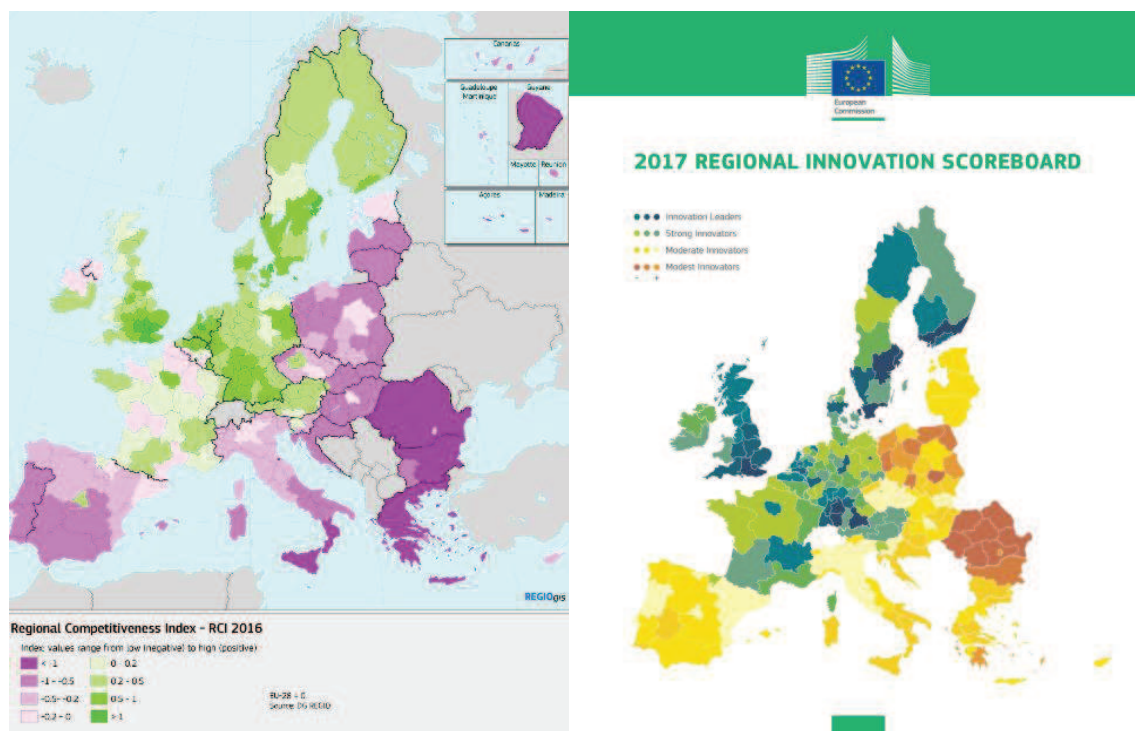 Canarias
Guadeloupe
Martinique
Guyane
Mayotte
Réunion
Açores
Madeira
REGIOgis
Regional Competitiveness Index - RCI 2016
Index: values range from low (negative) to high (positive)
< -1
-1 - -0.5
-0.5 - -0.2
-0.2 - 0
0 - 0.2
0.2 - 0.5
0.5 - 1
> 1
EU-28 = 0
Source: DG REGIO
European
Commission
2017 REGIONAL INNOVATION SCOREBOARD
Innovation Leaders
Strong Innovators
Moderate Innovators
Modest Innovators
- +